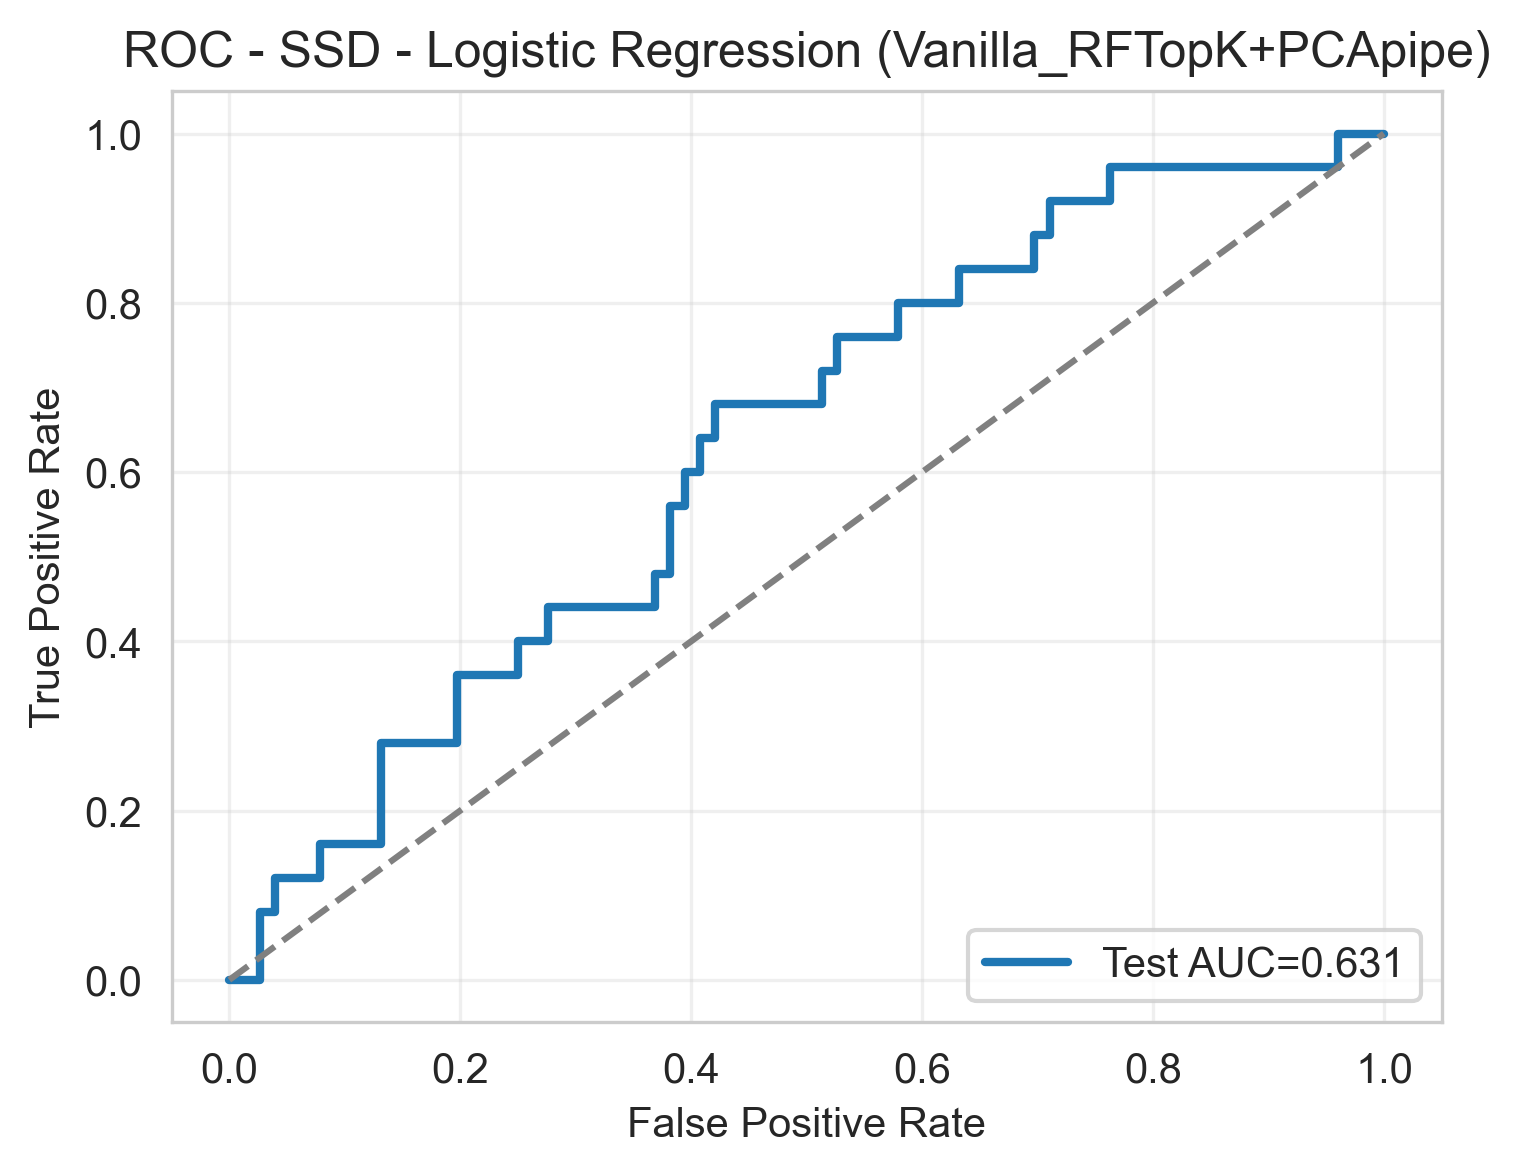 ROC - SSD - Logistic Regression (Vanilla_RFTopK+PCApipe)
True Positive Rate
1.0
0.8
0.6
0.4
0.2
0.0
Test AUC=0.631
0.0 0.2 0.4 0.6 0.8 1.0
False Positive Rate